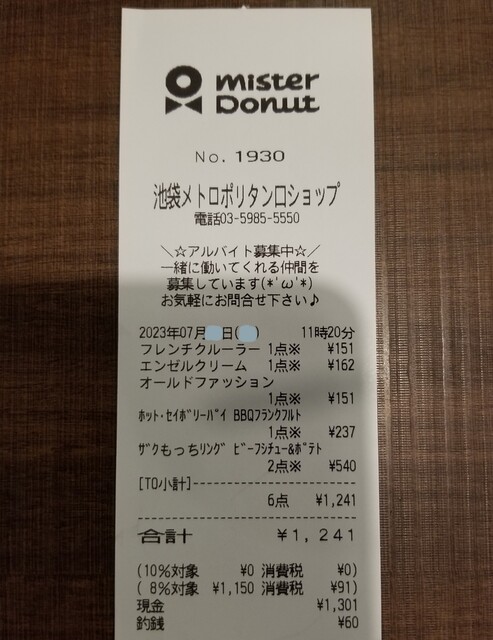 mister
Donut
No. 1930
池袋メトロポリタン口ショップ
電話03-5985-5550
＼☆アルバイト募集中☆／
一緒に働いてくれる仲間を
募集しています(*'ω'*)
お気軽にお問合せ下さい♪
2023年07月 日( ) 11時20分
フレンチクルーラー 1点※ ¥151
エンゼルクリーム 1点※ ¥162
オールドファッション
1点※ ¥151
ﾎｯﾄ･ｾｲﾎﾞﾘｰﾊﾟｲ BBQﾌﾗﾝｸﾌﾙﾄ
1点※ ¥237
ｻﾞｸもっちﾘﾝｸﾞ ﾋﾞｰﾌｼﾁｭｰ&ﾎﾟﾃﾄ
2点※ ¥540
[TO小計]--------------------
6点 ¥1,241
合計 ¥1,241
(10%対象 ¥0 消費税 ¥0)
( 8%対象 ¥1,150 消費税 ¥91)
現金 ¥1,301
釣銭 ¥60